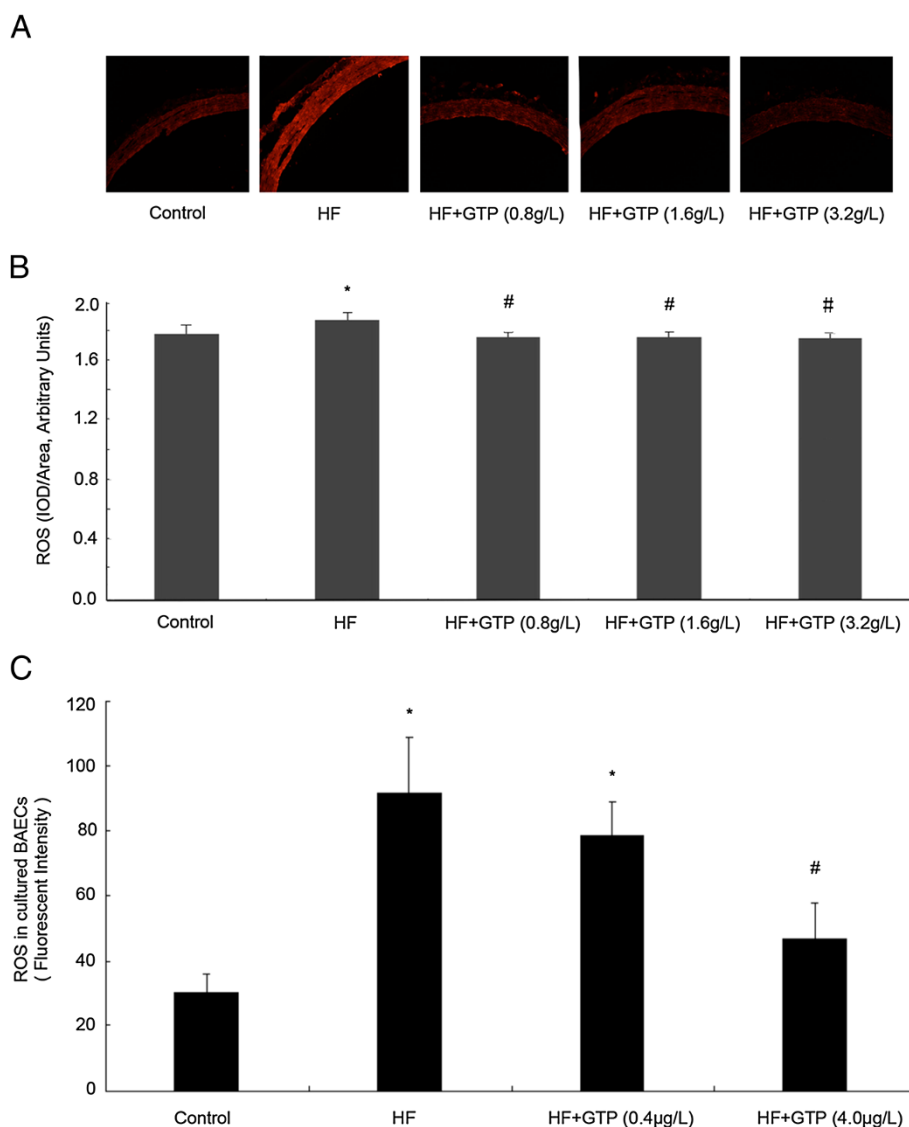 A
Control HF HF+GTP (0.8g/L) HF+GTP (1.6g/L) HF+GTP (3.2g/L)
B
ROS (IOD/Area, Arbitrary Units)
2.0
1.6
1.2
0.8
0.4
0.0
* # # #
Control HF HF+GTP (0.8g/L) HF+GTP (1.6g/L) HF+GTP (3.2g/L)
C
ROS in cultured BAECs
( Fluorescent Intensity )
120
100
80
60
40
20
0
* * #
Control HF HF+GTP (0.4µg/L) HF+GTP (4.0µg/L)